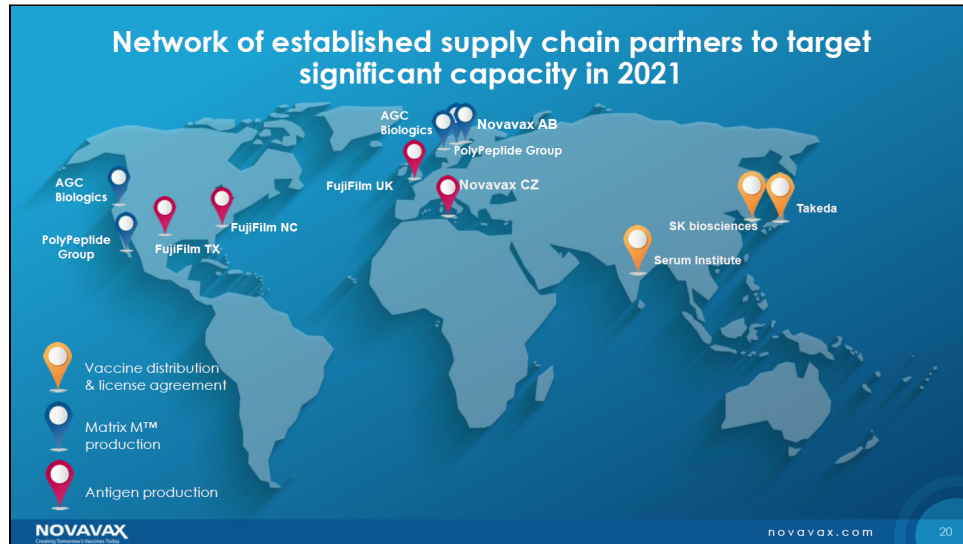 Network of established supply chain partners to target
significant capacity in 2021
AGC
Biologics
Novavax AB
PolyPeptide Group
AGC
Biologics
FujiFilm UK
Novavax CZ
PolyPeptide
Group
FujiFilm NC
FujiFilm TX
SK biosciences
Takeda
Serum Institute
Vaccine distribution
& license agreement
Matrix M™
production
Antigen production
NOVAVAX
Creating Tomorrow's Vaccines Today
novavax.com
20